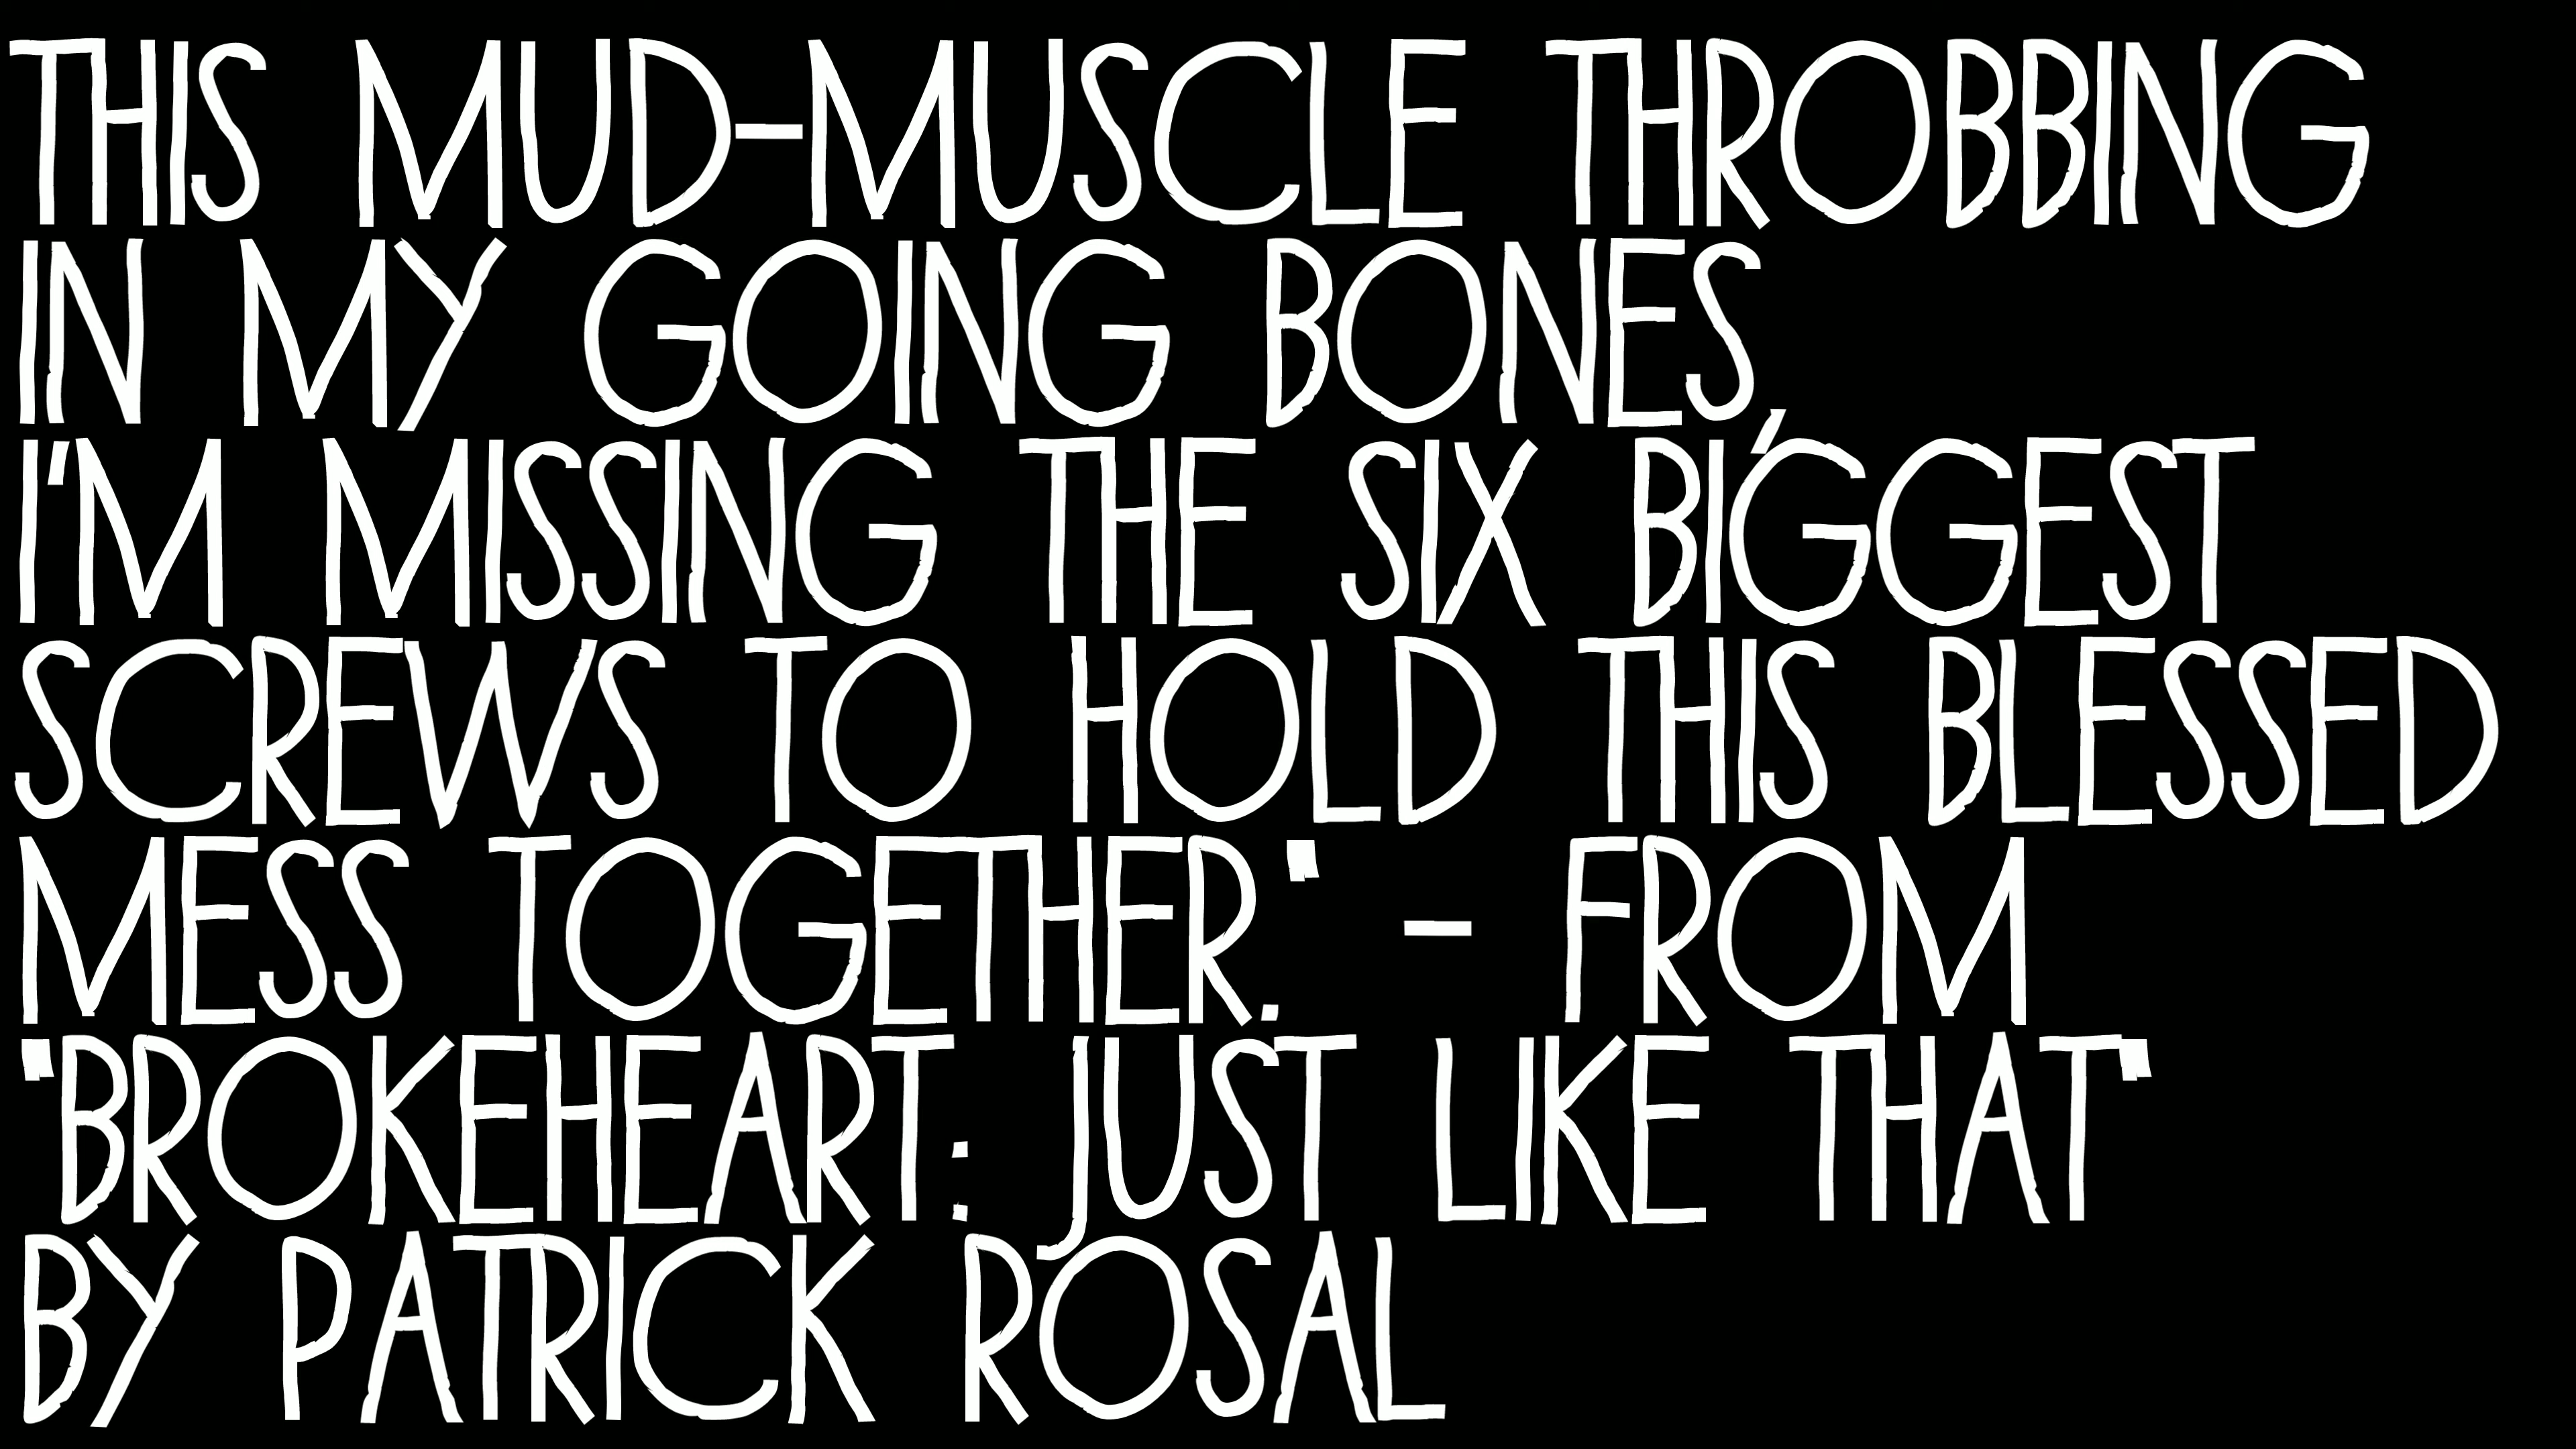 THIS MUD-MUSCLE THROBBING
IN MY GOING BONES,
I'M MISSING THE SIX BIGGEST
SCREWS TO HOLD THIS BLESSED
MESS TOGETHER." - FROM
"BROKEHEART: JUST LIKE THAT"
BY PATRICK ROSAL